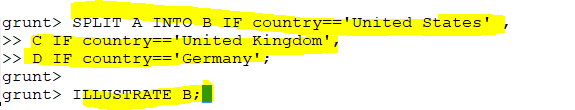 grunt> SPLIT A INTO B IF country=='United States' ,
>> C IF country=='United Kingdom',
>> D IF country=='Germany';
grunt>
grunt> ILLUSTRATE B;